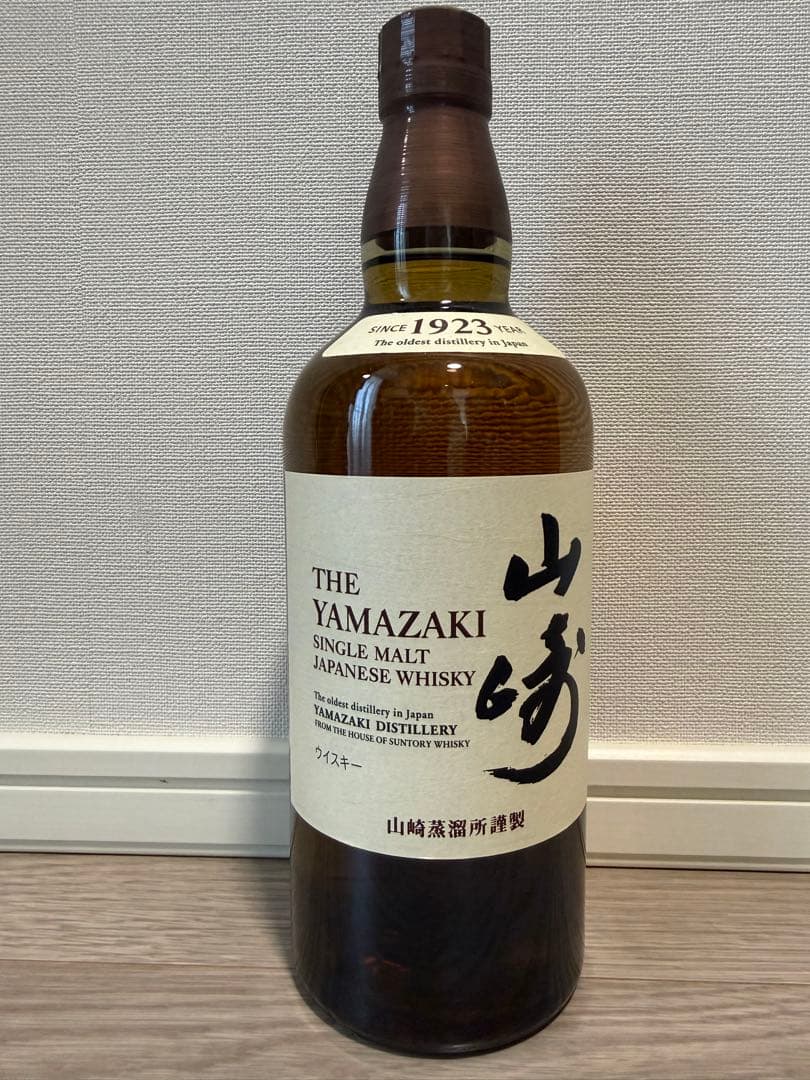 SINCE 1923 YEAR
The oldest distillery in Japan
山崎
THE
YAMAZAKI
SINGLE MALT
JAPANESE WHISKY
The oldest distillery in Japan
YAMAZAKI DISTILLERY
FROM THE HOUSE OF SUNTORY WHISKY
ウイスキー
山崎蒸溜所謹製